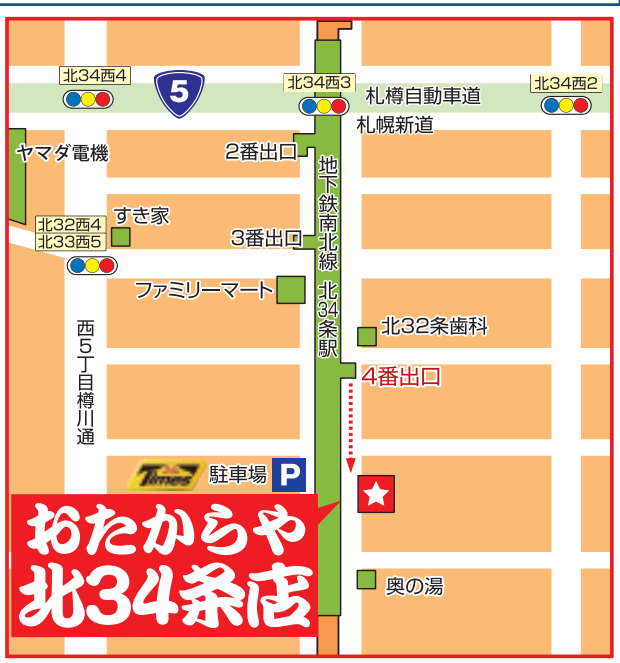 北34西4
5
北34西3
北34西2
札樽自動車道
札幌新道
ヤマダ電機
2番出口
地下鉄南北線 北34条駅
すき家
北32西4
北33西5
3番出口
ファミリーマート
北32条歯科
西5丁目樽川通
4番出口
Times
駐車場
P
おたからや
北34条店
奥の湯